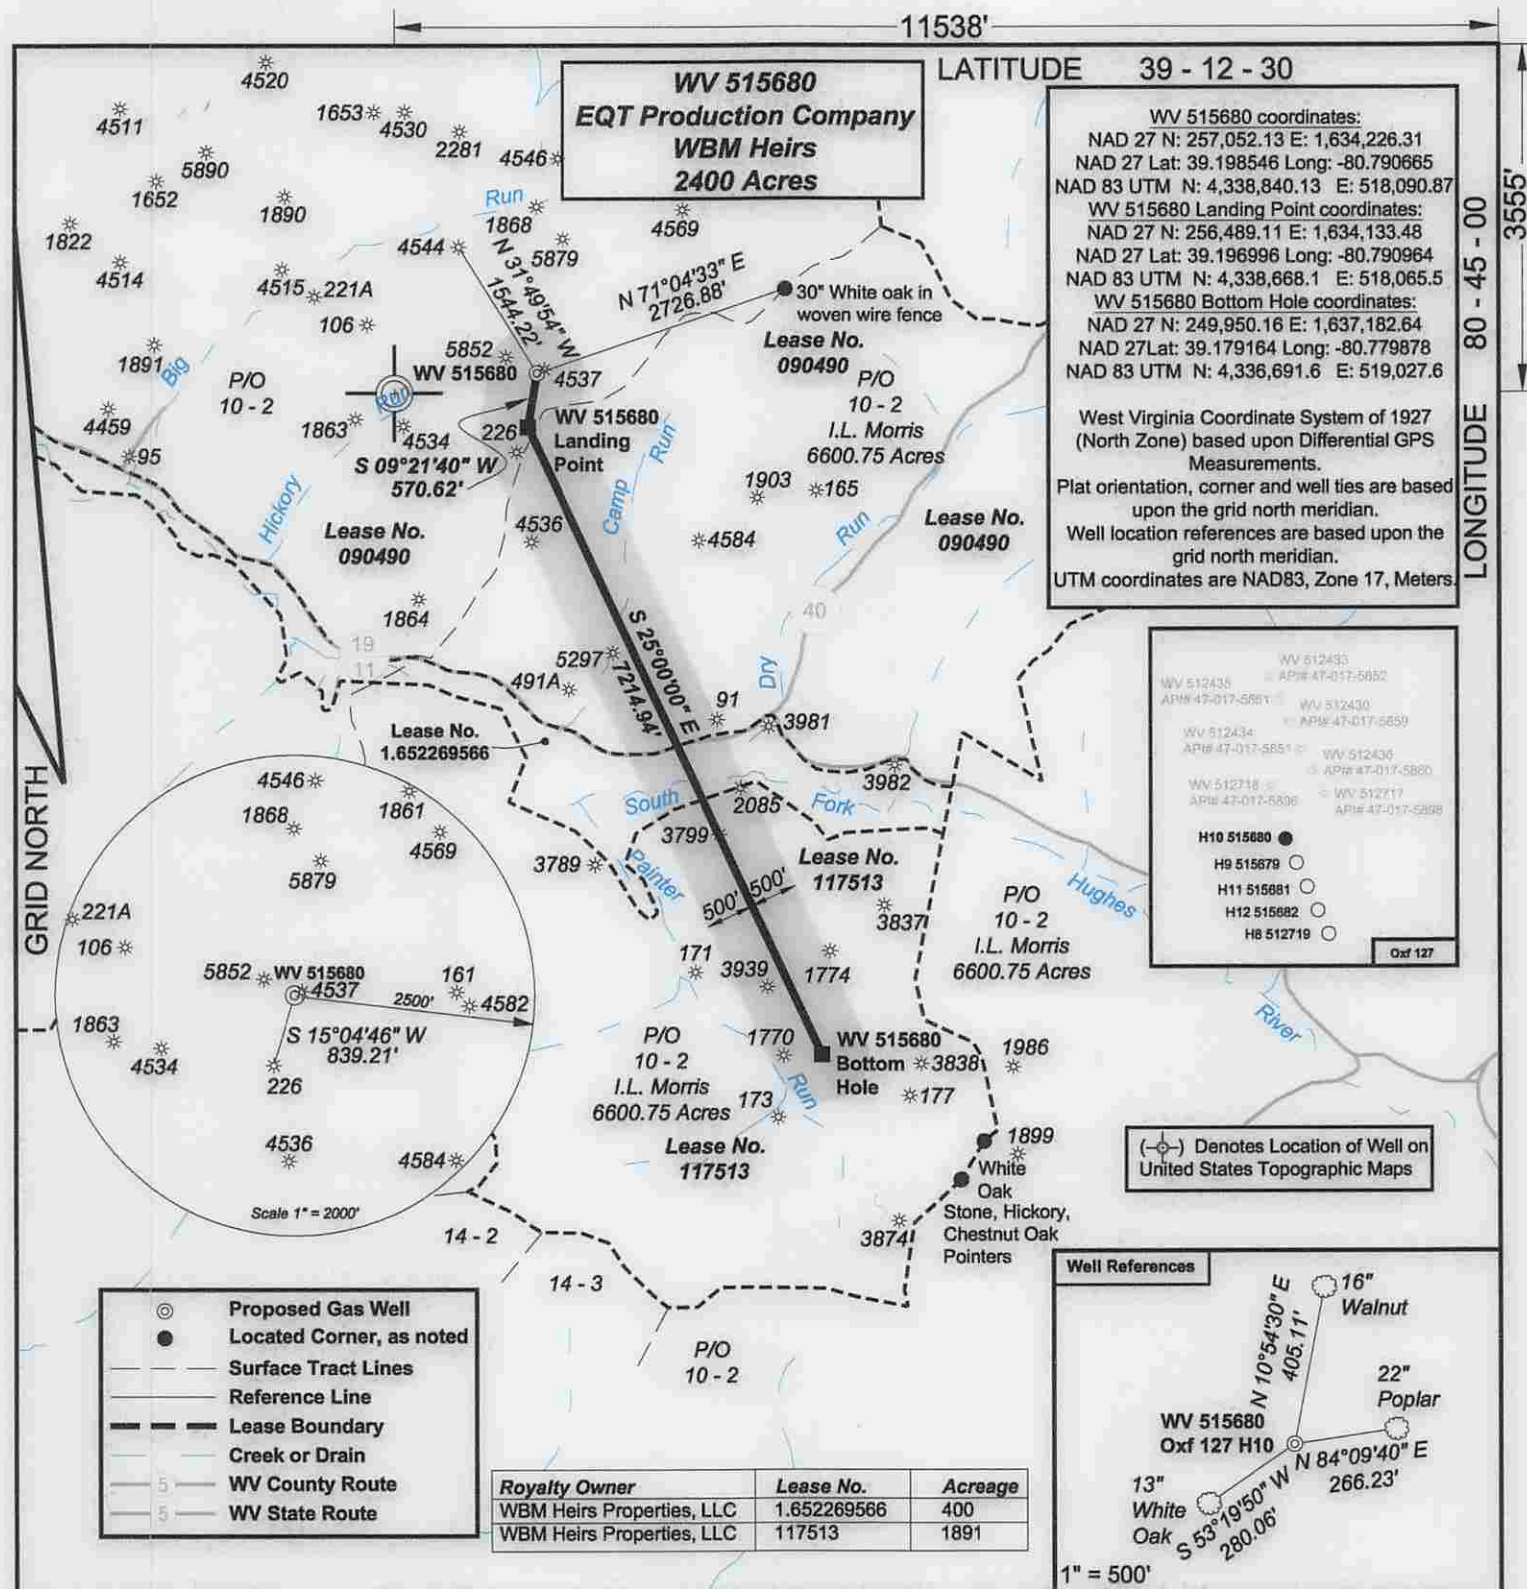 11538'
LATITUDE 39 - 12 - 30
3555'
LONGITUDE 80 - 45 - 00
WV 515680
EQT Production Company
WBM Heirs
2400 Acres
WV 515680 coordinates:
NAD 27 N: 257,052.13 E: 1,634,226.31
NAD 27 Lat: 39.198546 Long: -80.790665
NAD 83 UTM N: 4,338,840.13 E: 518,090.87
WV 515680 Landing Point coordinates:
NAD 27 N: 256,489.11 E: 1,634,133.48
NAD 27 Lat: 39.196996 Long: -80.790964
NAD 83 UTM N: 4,338,668.1 E: 518,065.5
WV 515680 Bottom Hole coordinates:
NAD 27 N: 249,950.16 E: 1,637,182.64
NAD 27Lat: 39.179164 Long: -80.779878
NAD 83 UTM N: 4,336,691.6 E: 519,027.6
West Virginia Coordinate System of 1927
(North Zone) based upon Differential GPS
Measurements.
Plat orientation, corner and well ties are based
upon the grid north meridian.
Well location references are based upon the
grid north meridian.
UTM coordinates are NAD83, Zone 17, Meters.
4520
4511
1653
4530
2281
4546
5890
1652
1890
Run
1868
4569
1822
4544
5879
4514
4515
221A
106
N 31°49'54" W
1544.22'
N 71°04'33" E
2726.88'
30" White oak in
woven wire fence
Lease No.
090490
1891
Big
P/O
10 - 2
5852
WV 515680
4537
Run
P/O
10 - 2
I.L. Morris
6600.75 Acres
4459
95
1863
4534
226
WV 515680
Landing
Point
S 09°21'40" W
570.62'
Camp
Run
1903
165
Hickory
Lease No.
090490
4536
4584
Run
Lease No.
090490
1864
40
19
11
S 25°00'00" E
7214.94'
5297
491A
Dry
91
3981
Lease No.
1.652269566
3982
South
Fork
2085
3799
3789
Painter
Lease No.
117513
500'
500'
3837
Hughes
P/O
10 - 2
I.L. Morris
6600.75 Acres
171
3939
1774
P/O
10 - 2
I.L. Morris
6600.75 Acres
1770
WV 515680
Bottom
Hole
3838
1986
177
Run
173
Lease No.
117513
1899
White
Oak
Stone, Hickory,
Chestnut Oak
Pointers
3874
River
GRID NORTH
4546
1861
1868
4569
5879
221A
106
5852
WV 515680
4537
161
4582
2500'
1863
4534
S 15°04'46" W
839.21'
226
4536
4584
Scale 1" = 2000'
14 - 2
14 - 3
P/O
10 - 2
WV 512433
WV 512435
WV 512430
API# 47-017-5659
WV 512434
WV 512436
WV 512718
WV 512717
H10 515680
H9 515679
H11 515681
H12 515682
H8 512719
Oxf 127
Denotes Location of Well on
United States Topographic Maps
Proposed Gas Well
Located Corner, as noted
Surface Tract Lines
Reference Line
Lease Boundary
Creek or Drain
5 WV County Route
5 WV State Route
Royalty Owner Lease No. Acreage
WBM Heirs Properties, LLC 1.652269566 400
WBM Heirs Properties, LLC 117513 1891
Well References
16"
Walnut
N 10°54'30" E
405.11'
22"
Poplar
WV 515680
Oxf 127 H10
N 84°09'40" E
266.23'
13"
White
Oak
S 53°19'50" W
280.06'
1" = 500'